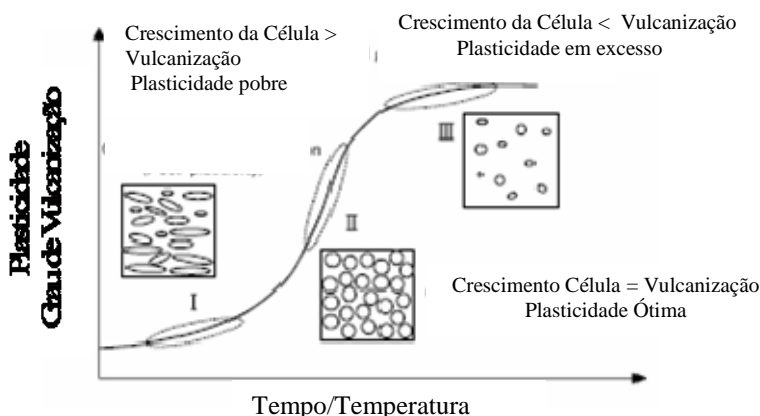 Crescimento da Célula >
Vulcanização
Plasticidade pobre
Crescimento da Célula < Vulcanização
Plasticidade em excesso
Plasticidade
Grau de Vulcanização
III
II
I
Crescimento Célula = Vulcanização
Plasticidade Ótima
Tempo/Temperatura